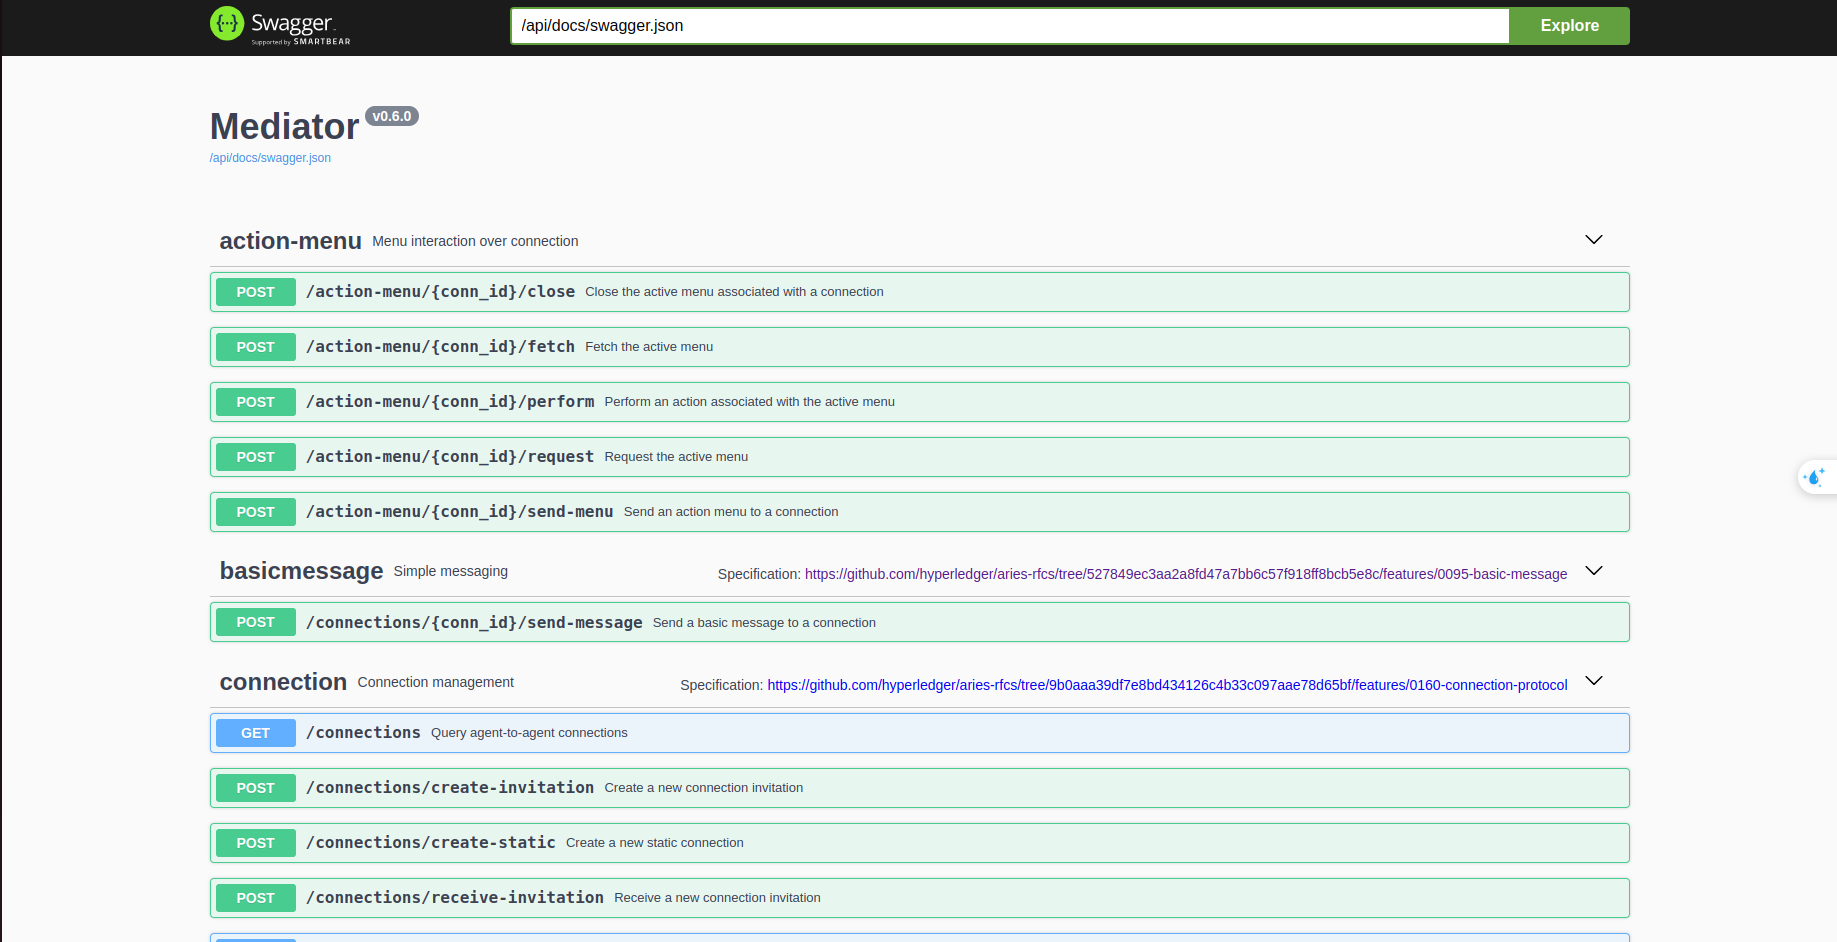 Swagger
Supported by SMARTBEAR
/api/docs/swagger.json
Explore
Mediator v0.6.0
/api/docs/swagger.json
action-menu Menu interaction over connection
POST /action-menu/{conn_id}/close Close the active menu associated with a connection
POST /action-menu/{conn_id}/fetch Fetch the active menu
POST /action-menu/{conn_id}/perform Perform an action associated with the active menu
POST /action-menu/{conn_id}/request Request the active menu
POST /action-menu/{conn_id}/send-menu Send an action menu to a connection
basicmessage Simple messaging Specification: https://github.com/hyperledger/aries-rfcs/tree/527849ec3aa2a8fd47a7bb6c57f918ff8bcb5e8c/features/0095-basic-message
POST /connections/{conn_id}/send-message Send a basic message to a connection
connection Connection management Specification: https://github.com/hyperledger/aries-rfcs/tree/9b0aaa39df7e8bd434126c4b33c097aae78d65bf/features/0160-connection-protocol
GET /connections Query agent-to-agent connections
POST /connections/create-invitation Create a new connection invitation
POST /connections/create-static Create a new static connection
POST /connections/receive-invitation Receive a new connection invitation